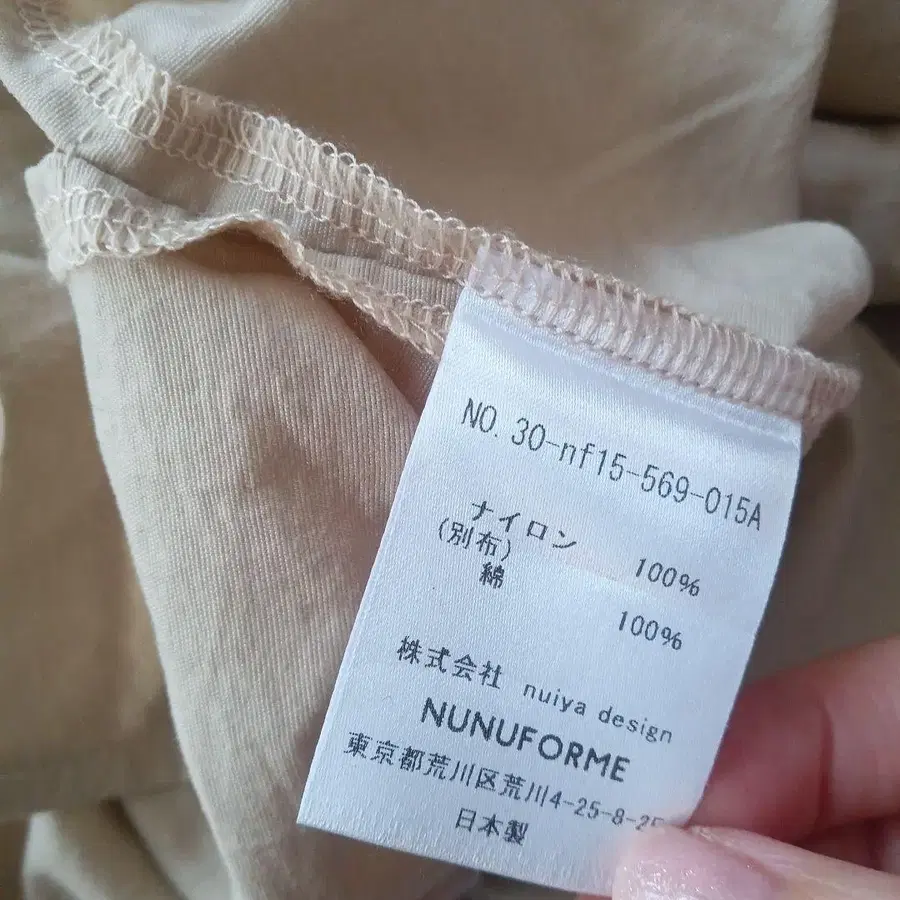 NO. 30-nf15-569-015A
ナイロン 100%
(別布)
綿 100%
株式会社 nuiya design
NUNUFORME
東京都荒川区荒川4-25-8-2F
日本製